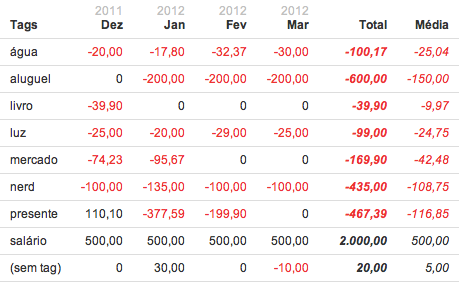 2011 2012 2012 2012
Tags Dez Jan Fev Mar Total Média
água -20,00 -17,80 -32,37 -30,00 -100,17 -25,04
aluguel 0 -200,00 -200,00 -200,00 -600,00 -150,00
livro -39,90 0 0 0 -39,90 -9,97
luz -25,00 -20,00 -29,00 -25,00 -99,00 -24,75
mercado -74,23 -95,67 0 0 -169,90 -42,48
nerd -100,00 -135,00 -100,00 -100,00 -435,00 -108,75
presente 110,10 -377,59 -199,90 0 -467,39 -116,85
salário 500,00 500,00 500,00 500,00 2.000,00 500,00
(sem tag) 0 30,00 0 -10,00 20,00 5,00